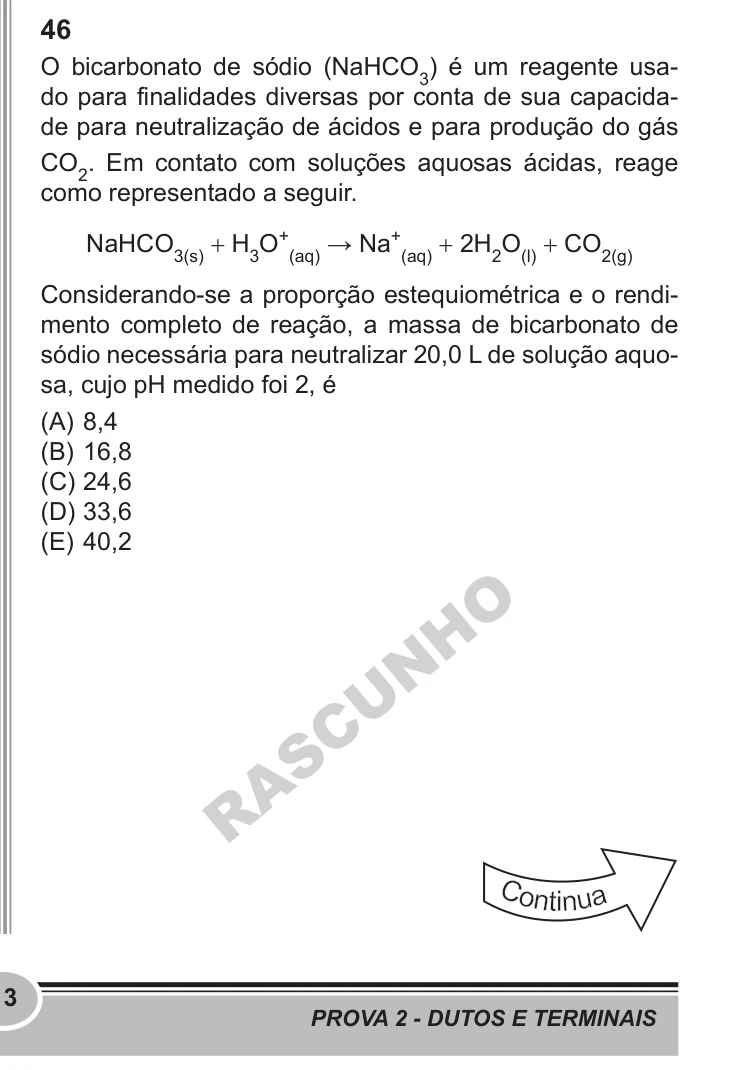 46
O bicarbonato de sódio (NaHCO₃) é um reagente usa-
do para finalidades diversas por conta de sua capacida-
de para neutralização de ácidos e para produção do gás
CO₂. Em contato com soluções aquosas ácidas, reage
como representado a seguir.
NaHCO₃(s) + H₃O⁺(aq) → Na⁺(aq) + 2H₂O(l) + CO₂(g)
Considerando-se a proporção estequiométrica e o rendi-
mento completo de reação, a massa de bicarbonato de
sódio necessária para neutralizar 20,0 L de solução aquo-
sa, cujo pH medido foi 2, é
(A) 8,4
(B) 16,8
(C) 24,6
(D) 33,6
(E) 40,2
RASCUNHO
Continua
3
PROVA 2 - DUTOS E TERMINAIS